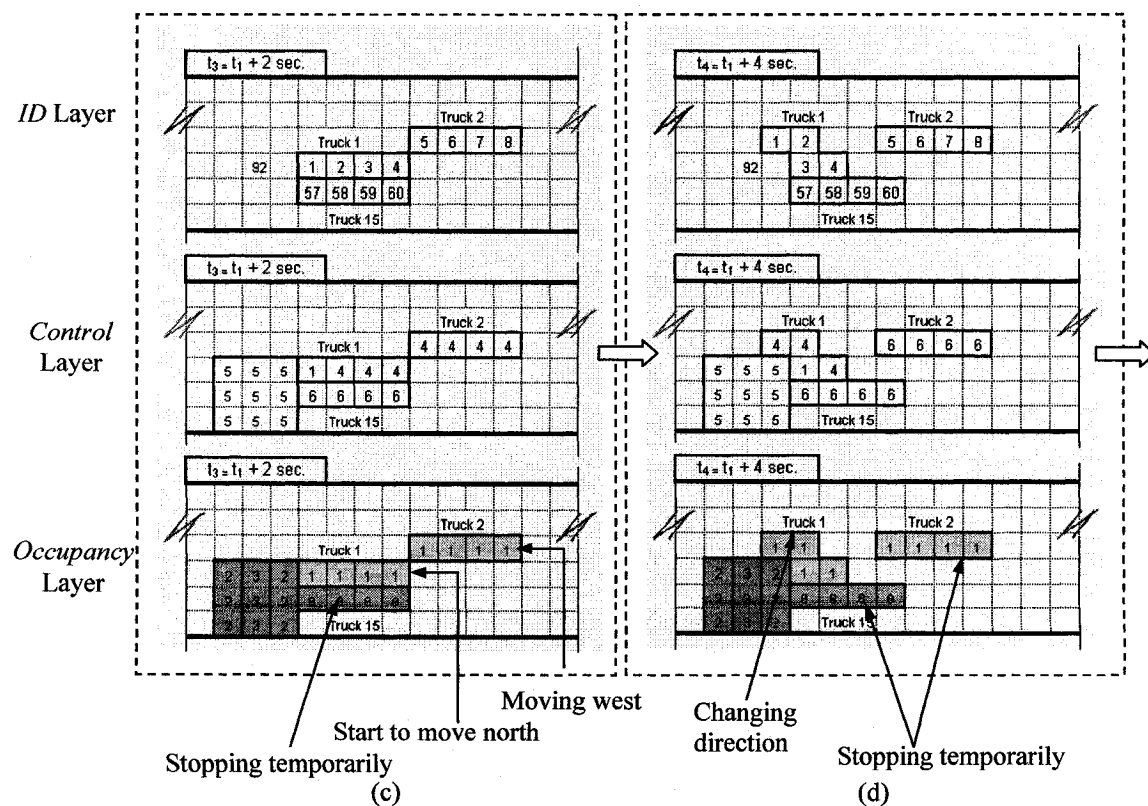 t₃ = t₁ + 2 sec.
ID Layer
Truck 2
5 6 7 8
Truck 1
92 1 2 3 4
57 58 59 60
Truck 15
t₃ = t₁ + 2 sec.
Control
Layer
Truck 2
4 4 4 4
Truck 1
5 5 5 1 4 4 4
5 5 5 6 6 6 6
5 5 5 Truck 15
t₃ = t₁ + 2 sec.
Occupancy
Layer
Truck 2
1 1 1 1
Truck 1
2 3 2 1 1 1 1
Truck 15
2 2 2
Moving west
Start to move north
Stopping temporarily
(c)
t₄ = t₁ + 4 sec.
Truck 1 Truck 2
1 2 5 6 7 8
92 3 4
57 58 59 60
Truck 15
t₄ = t₁ + 4 sec.
Truck 1 Truck 2
4 4 6 6 6 6
5 5 5 1 4
5 5 5 6 6 6 6
5 5 5 Truck 15
t₄ = t₁ + 4 sec.
Truck 1 Truck 2
1 1 1 1 1 1
2 3 2 1 1
Truck 15
2 2 2
Changing
direction
Stopping temporarily
(d)